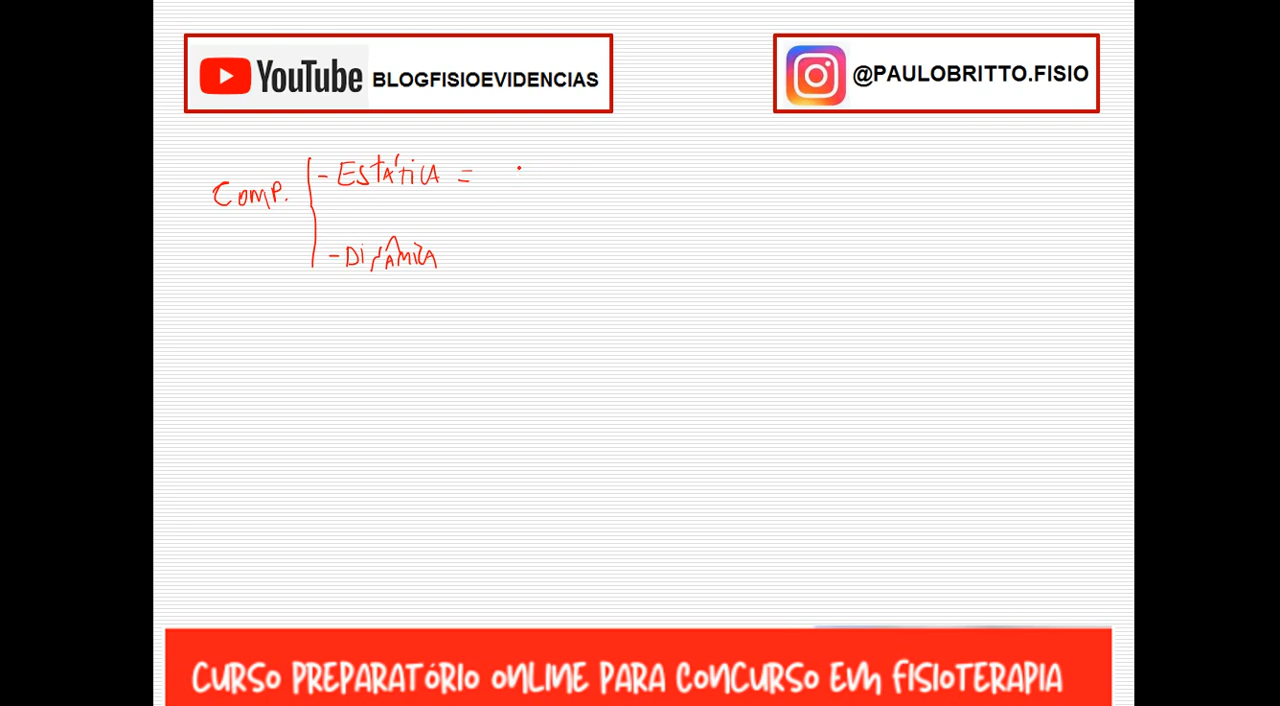 YouTube BLOGFISIOEVIDENCIAS
@PAULOBRITTO.FISIO
Comp.
- ESTÁTICA =
- DINÂMICA
CURSO PREPARATÓRIO ONLINE PARA CONCURSO EM FISIOTERAPIA